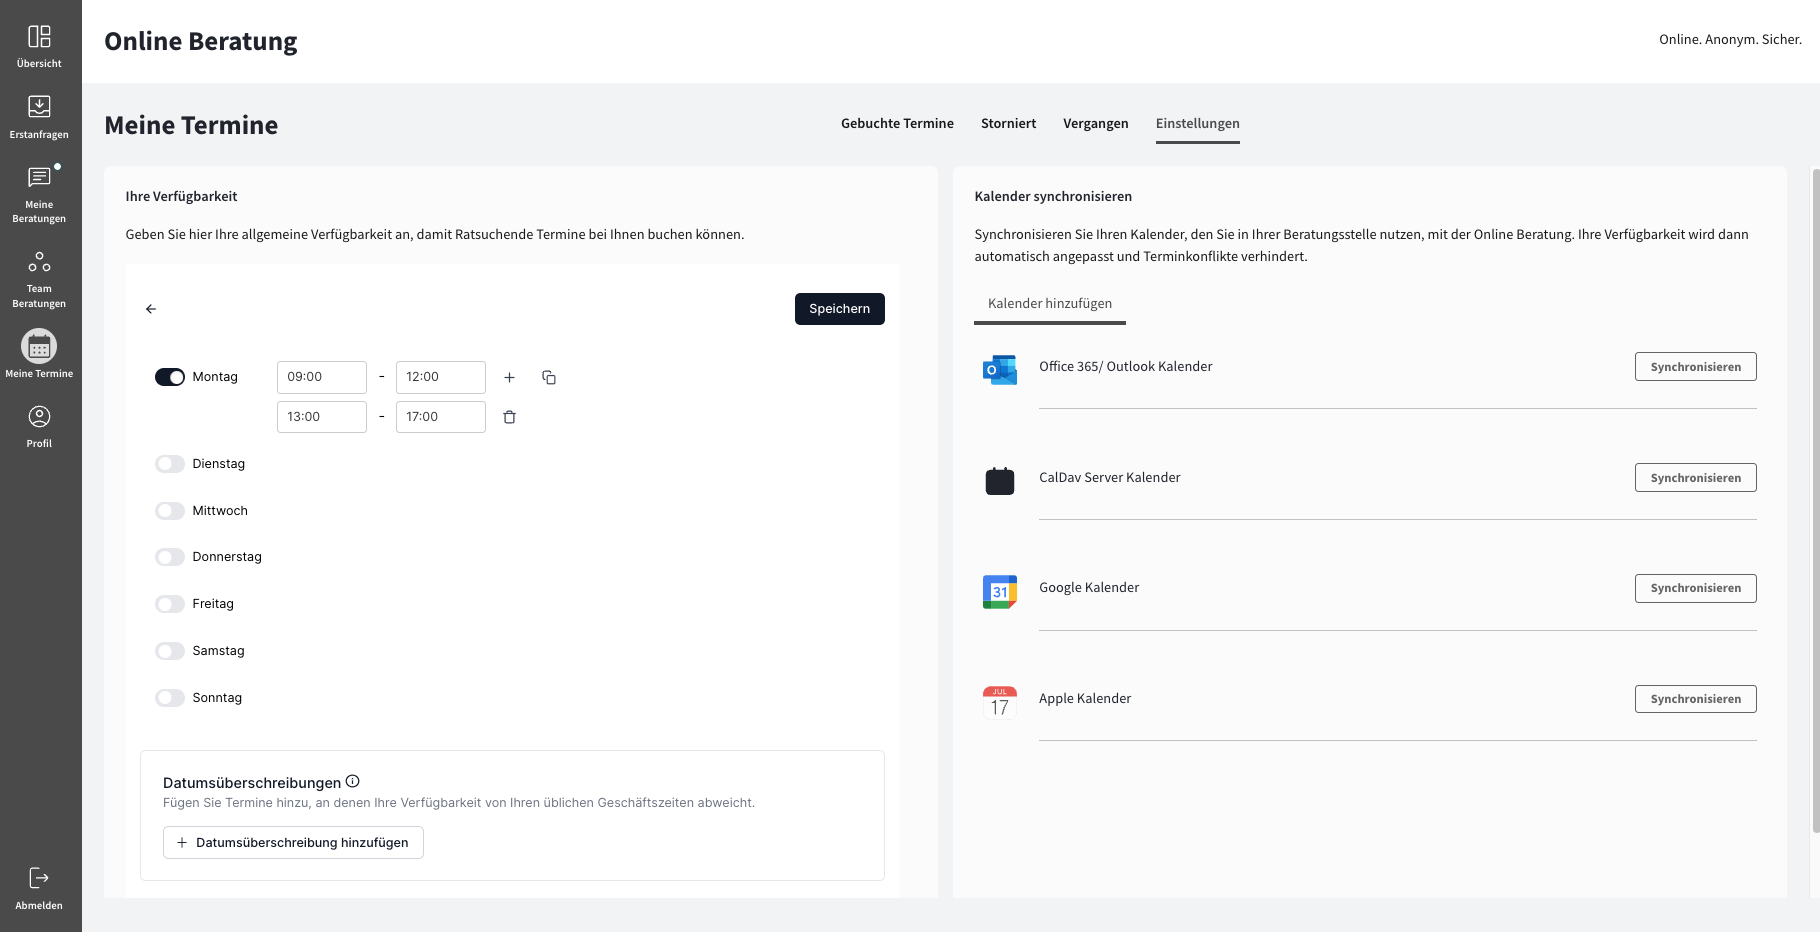 Übersicht
Erstanfragen
Meine
Beratungen
Team
Beratungen
Meine Termine
Profil
Abmelden
Online Beratung
Online. Anonym. Sicher.
Meine Termine
Gebuchte Termine
Storniert
Vergangen
Einstellungen
Ihre Verfügbarkeit
Geben Sie hier Ihre allgemeine Verfügbarkeit an, damit Ratsuchende Termine bei Ihnen buchen können.
Speichern
Montag 09:00 - 12:00
13:00 - 17:00
Dienstag
Mittwoch
Donnerstag
Freitag
Samstag
Sonntag
Datumsüberschreibungen
Fügen Sie Termine hinzu, an denen Ihre Verfügbarkeit von Ihren üblichen Geschäftszeiten abweicht.
+ Datumsüberschreibung hinzufügen
Kalender synchronisieren
Synchronisieren Sie Ihren Kalender, den Sie in Ihrer Beratungsstelle nutzen, mit der Online Beratung. Ihre Verfügbarkeit wird dann
automatisch angepasst und Terminkonflikte verhindert.
Kalender hinzufügen
O
Office 365/ Outlook Kalender
Synchronisieren
CalDav Server Kalender
Synchronisieren
31
Google Kalender
Synchronisieren
JUL
17
Apple Kalender
Synchronisieren